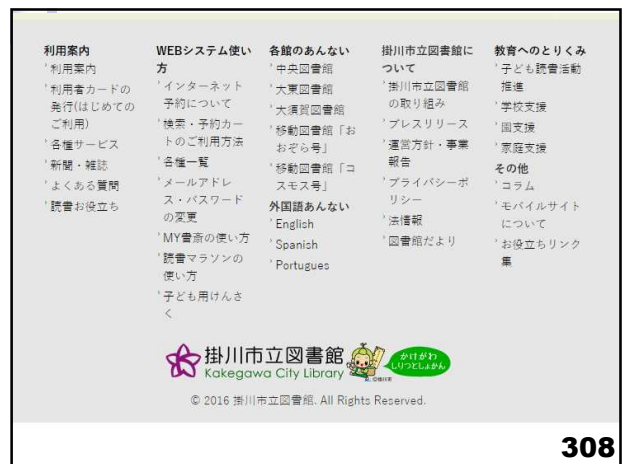 利用案内
利用案内
利用者カードの
発行(はじめての
ご利用)
各種サービス
新聞・雑誌
よくある質問
読書お役立ち
WEBシステム使い
方
インターネット
予約について
検索・予約カー
トのご利用方法
各種一覧
メールアドレ
ス・パスワード
の変更
MY書斎の使い方
読書マラソンの
使い方
子ども用けんさ
く
各館のあんない
中央図書館
大東図書館
大須賀図書館
移動図書館「お
おぞら号」
移動図書館「コ
スモス号」
外国語あんない
English
Spanish
Portugues
掛川市立図書館に
ついて
掛川市立図書館
の取り組み
プレスリリース
運営方針・事業
報告
プライバシーポ
リシー
法情報
図書館だより
教育へのとりくみ
子ども読書活動
推進
学校支援
園支援
家庭支援
その他
コラム
モバイルサイト
について
お役立ちリンク
集
掛川市立図書館
Kakegawa City Library
かけがわ
しりつとしょかん
© 2016 掛川市立図書館. All Rights Reserved.
308